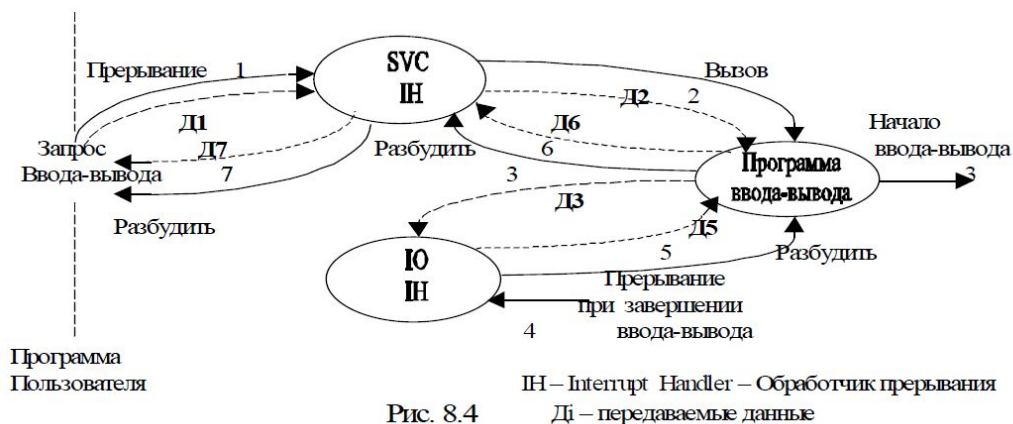 Прерывание 1
SVC
IH
Вызов
Д1
Д2 2
Д6
Начало
ввода-вывода
3
Запрос
Ввода-вывода
Д7
7
Разбудить
6
3
Программа
ввода-вывода
Разбудить
Д3
Д5
5
Разбудить
IO
IH
Прерывание
при завершении
ввода-вывода
4
Программа
Пользователя
IH – Interrupt Handler – Обработчик прерывания
Рис. 8.4
Дi – передаваемые данные